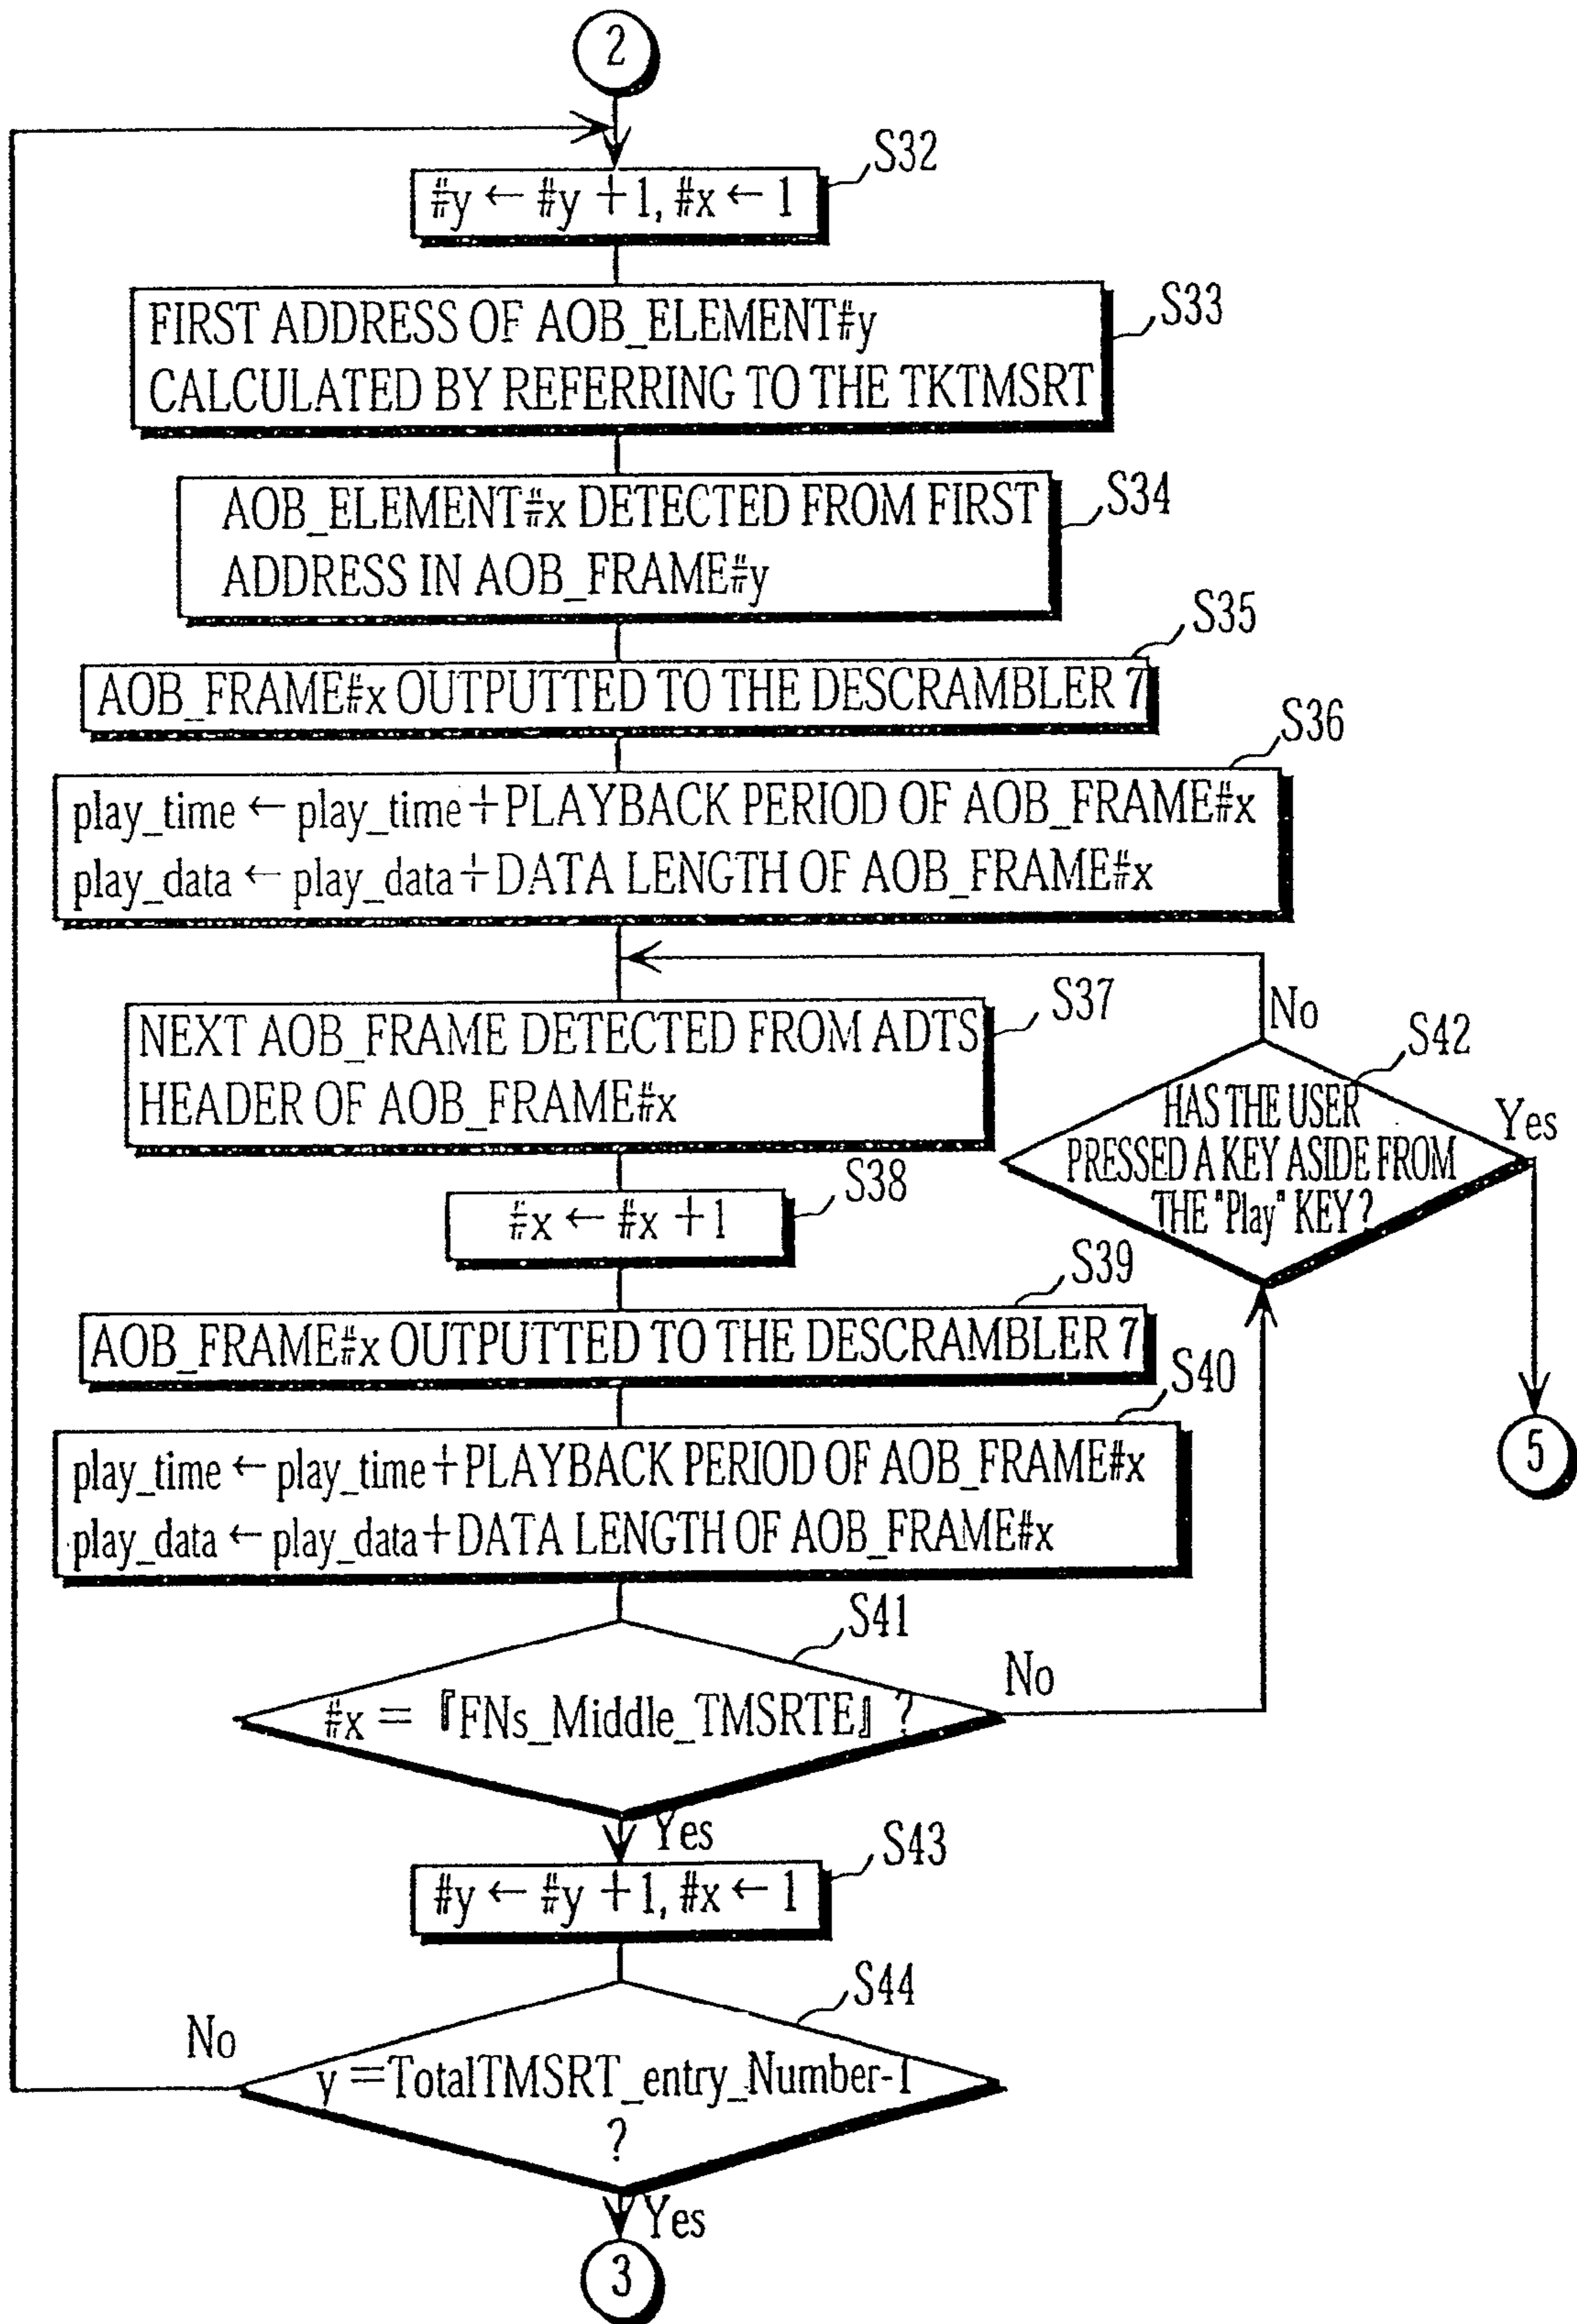 2
S32
#y ← #y +1, #x ← 1
S33
FIRST ADDRESS OF AOB_ELEMENT#y
CALCULATED BY REFERRING TO THE TKTMSRT
S34
AOB_ELEMENT#x DETECTED FROM FIRST
ADDRESS IN AOB_FRAME#y
S35
AOB_FRAME#x OUTPUTTED TO THE DESCRAMBLER 7
S36
play_time ← play_time+PLAYBACK PERIOD OF AOB_FRAME#x
play_data ← play_data+DATA LENGTH OF AOB_FRAME#x
S37
NEXT AOB_FRAME DETECTED FROM ADTS
HEADER OF AOB_FRAME#x
No
S42
HAS THE USER
PRESSED A KEY ASIDE FROM
THE "Play" KEY?
Yes
S38
#x ← #x +1
S39
AOB_FRAME#x OUTPUTTED TO THE DESCRAMBLER 7
S40
play_time ← play_time+PLAYBACK PERIOD OF AOB_FRAME#x
play_data ← play_data+DATA LENGTH OF AOB_FRAME#x
5
S41
#x = 『FNs_Middle_TMSRTE』 ?
No
Yes
S43
#y ← #y +1, #x ← 1
S44
No
y =TotalTMSRT_entry_Number-1
?
Yes
3